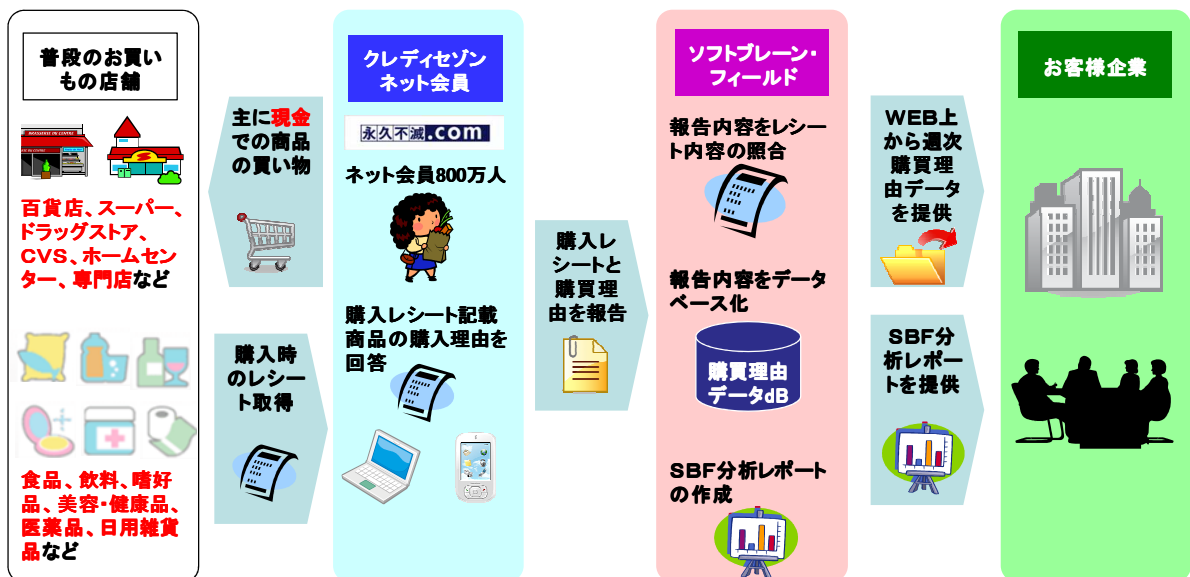 普段のお買い
もの店舗
百貨店、スーパー、
ドラッグストア、
CVS、ホームセン
ター、専門店など
食品、飲料、嗜好
品、美容・健康品、
医薬品、日用雑貨
品など
主に現金
での商品
の買い物
購入時
のレシー
ト取得
クレディセゾン
ネット会員
永久不滅.com
ネット会員800万人
購入レシート記載
商品の購入理由を
回答
購入レ
シートと
購買理
由を報告
ソフトブレーン・
フィールド
報告内容をレシー
ト内容の照合
報告内容をデータ
ベース化
購買理由
データdB
SBF分析レポート
の作成
WEB上
から週次
購買理
由データ
を提供
SBF分
析レポー
トを提供
お客様企業